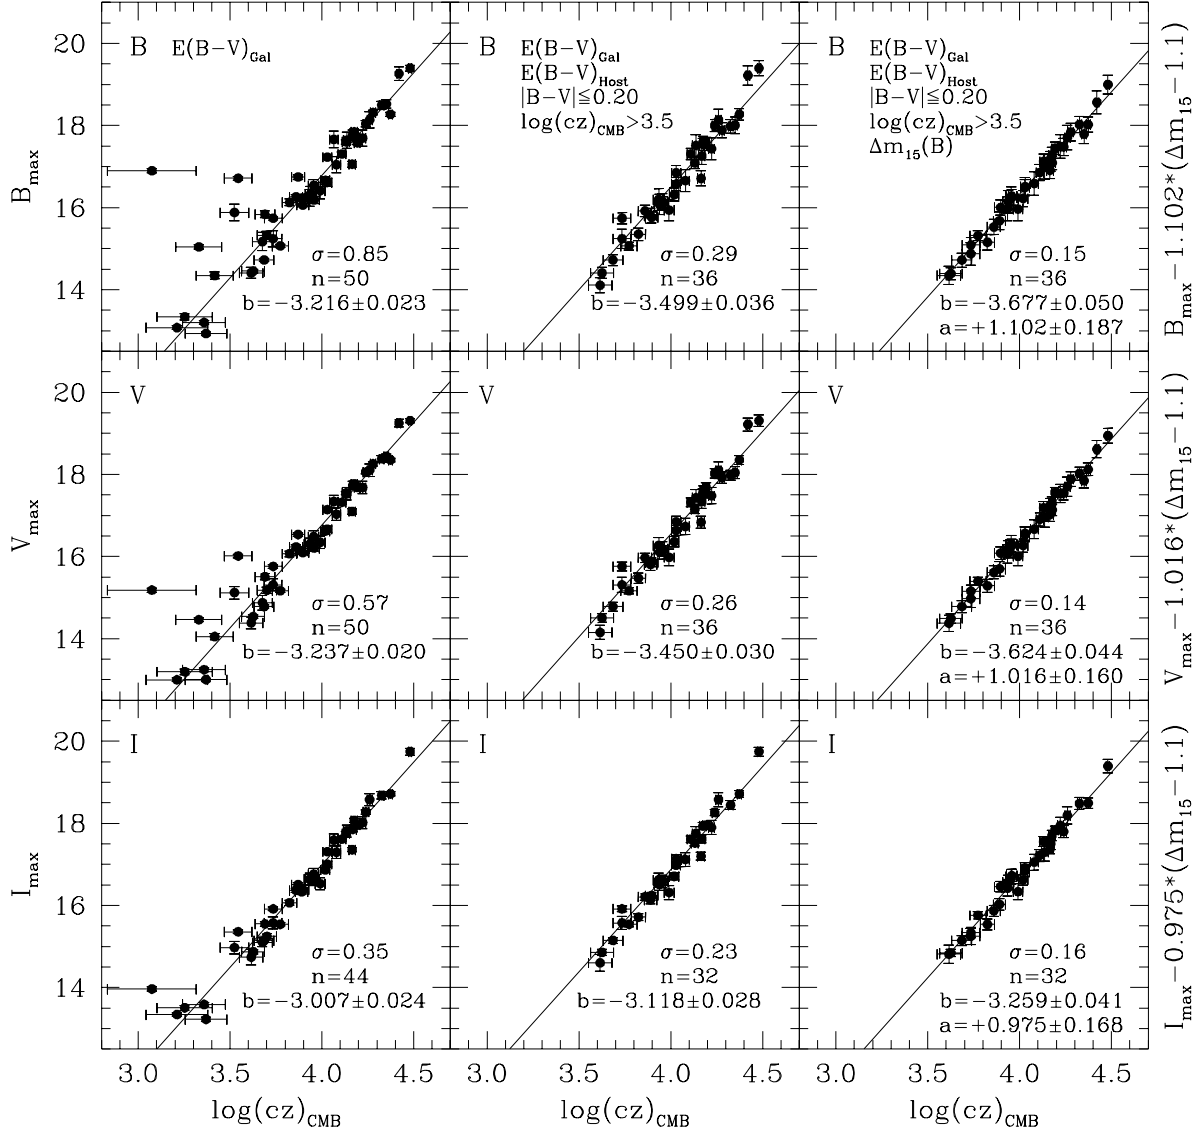 B E(B−V)Gal
B E(B−V)Gal
E(B−V)Host
|B−V|≦0.20
log(cz)CMB>3.5
B E(B−V)Gal
E(B−V)Host
|B−V|≦0.20
log(cz)CMB>3.5
Δm15(B)
20
18
16
14
Bmax
σ=0.85
n=50
b=−3.216±0.023
σ=0.29
n=36
b=−3.499±0.036
σ=0.15
n=36
b=−3.677±0.050
a=+1.102±0.187
Bmax−1.102*(Δm15−1.1)
V
V
V
20
18
16
14
Vmax
σ=0.57
n=50
b=−3.237±0.020
σ=0.26
n=36
b=−3.450±0.030
σ=0.14
n=36
b=−3.624±0.044
a=+1.016±0.160
Vmax−1.016*(Δm15−1.1)
I
I
I
20
18
16
14
Imax
σ=0.35
n=44
b=−3.007±0.024
σ=0.23
n=32
b=−3.118±0.028
σ=0.16
n=32
b=−3.259±0.041
a=+0.975±0.168
Imax−0.975*(Δm15−1.1)
3.0 3.5 4.0 4.5
3.0 3.5 4.0 4.5
3.0 3.5 4.0 4.5
log(cz)CMB
log(cz)CMB
log(cz)CMB